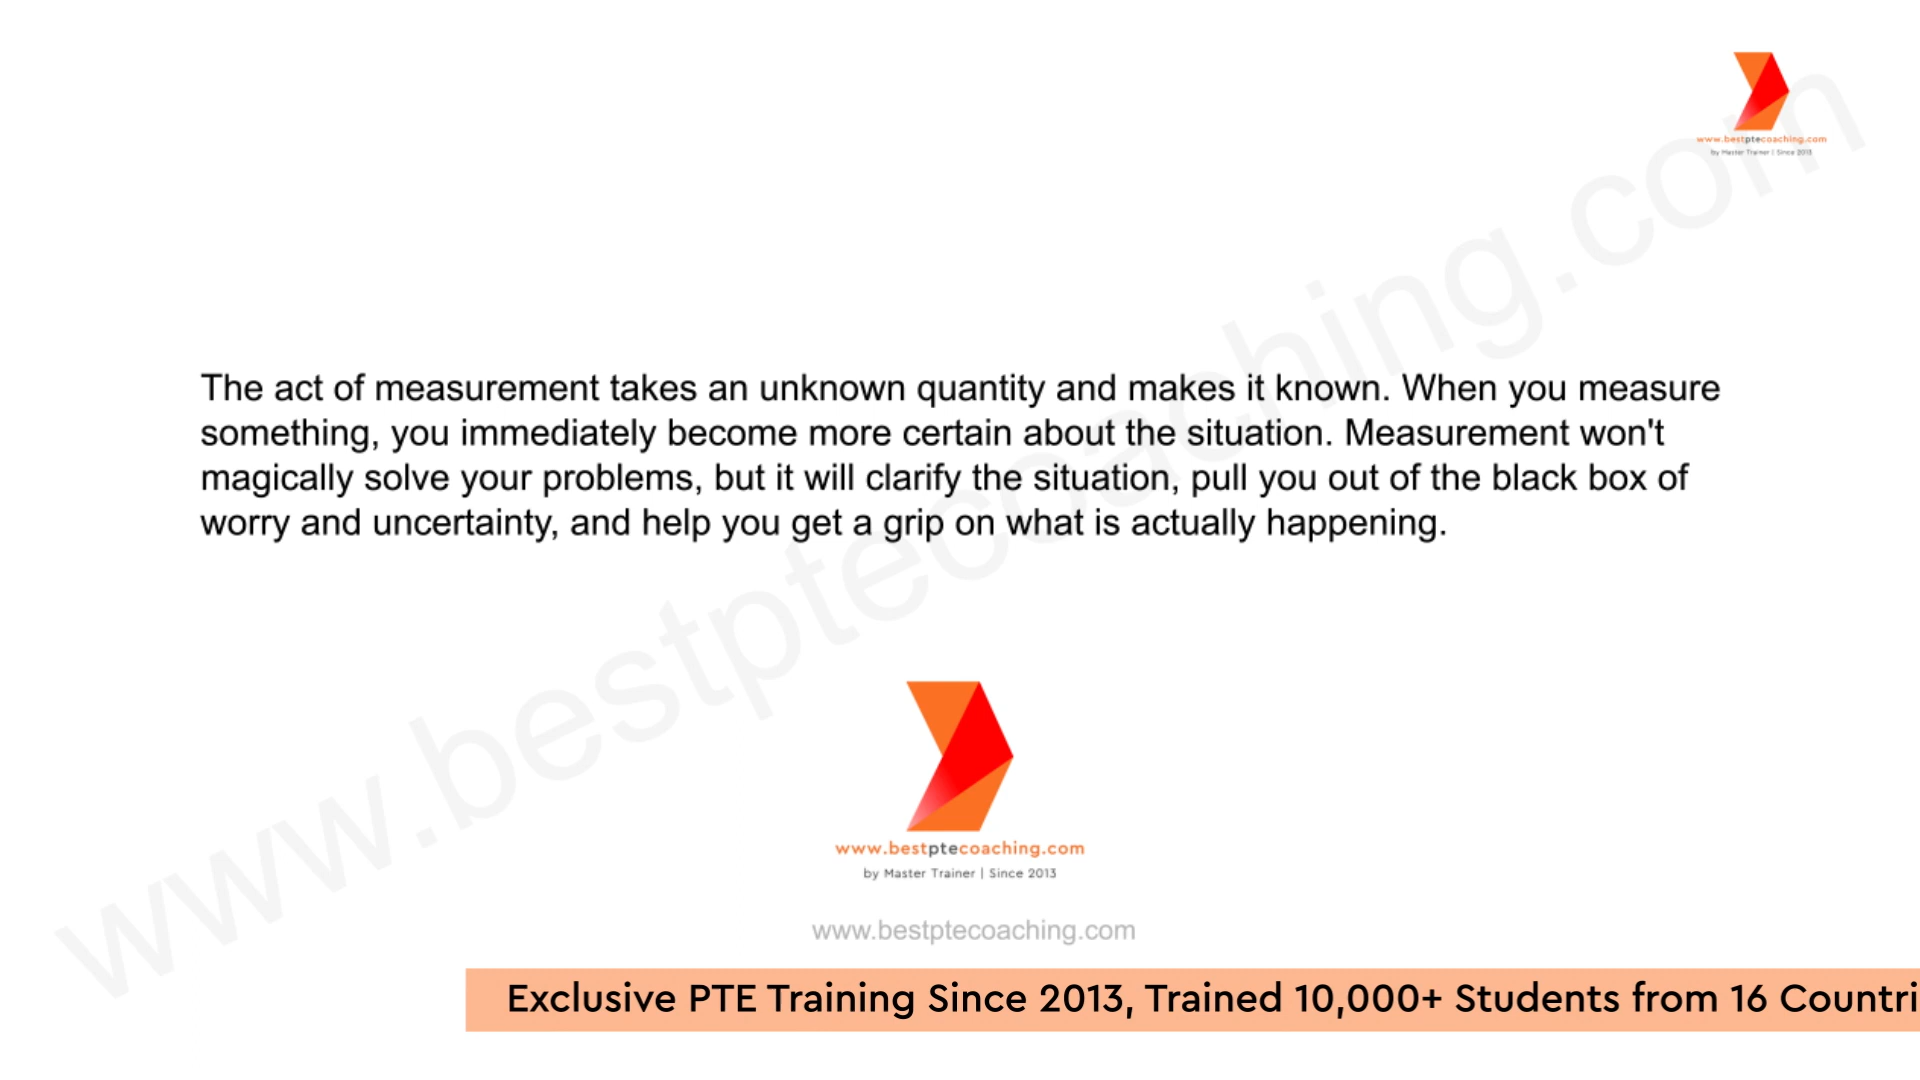 www.bestptecoaching.com
by Master Trainer | Since 2013
www.bestptecoaching.com
The act of measurement takes an unknown quantity and makes it known. When you measure
something, you immediately become more certain about the situation. Measurement won't
magically solve your problems, but it will clarify the situation, pull you out of the black box of
worry and uncertainty, and help you get a grip on what is actually happening.
www.bestptecoaching.com
by Master Trainer | Since 2013
www.bestptecoaching.com
Exclusive PTE Training Since 2013, Trained 10,000+ Students from 16 Countri